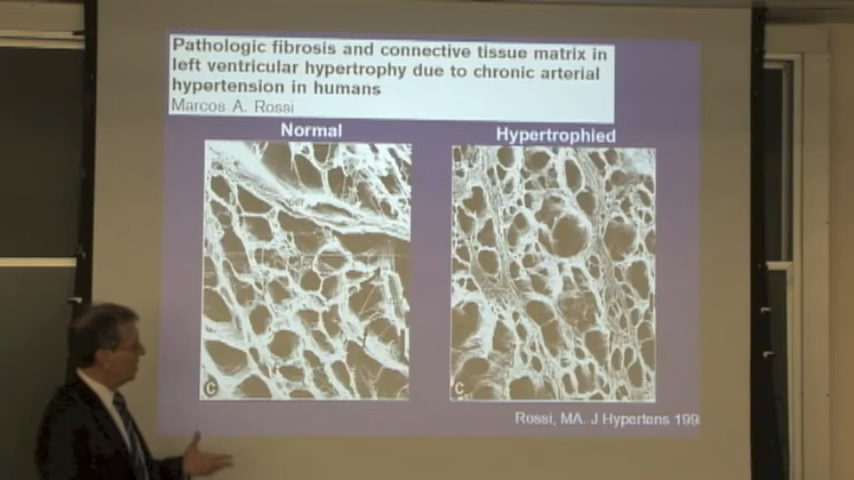 Pathologic fibrosis and connective tissue matrix in
left ventricular hypertrophy due to chronic arterial
hypertension in humans
Marcos A. Rossi
Normal
Hypertrophied
C
C
Rossi, MA. J Hypertens 199